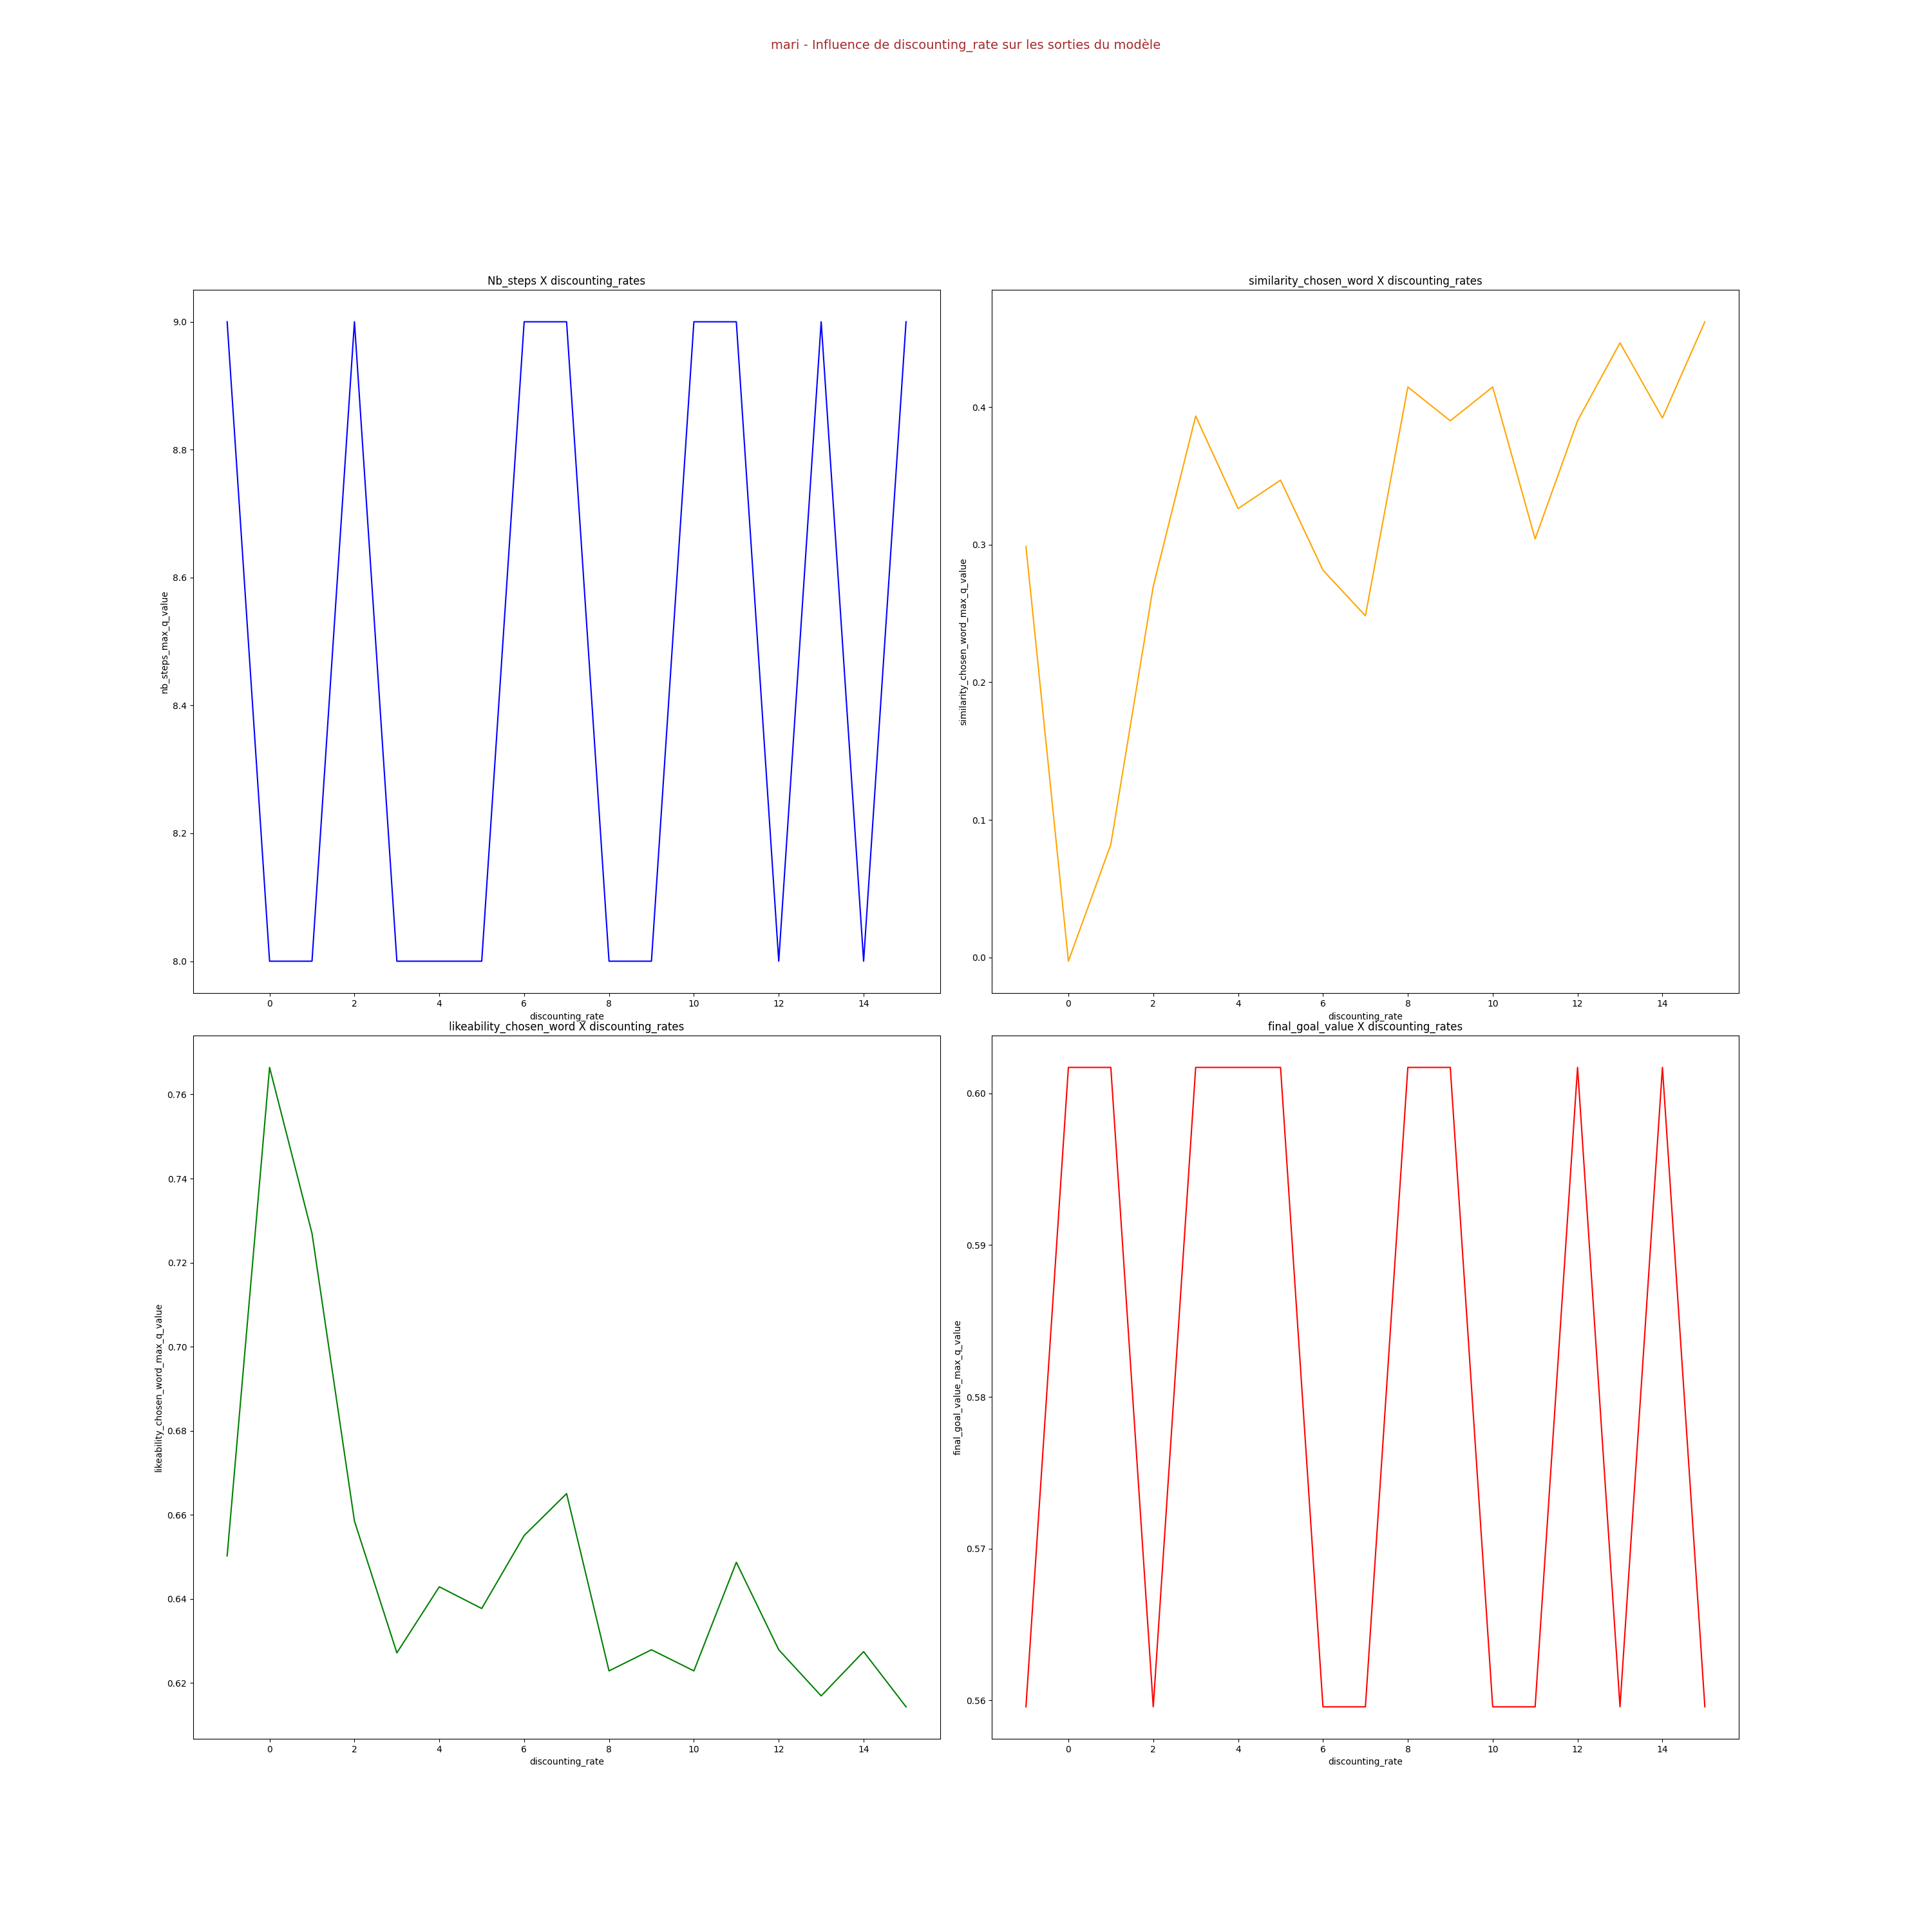 mari - Influence de discounting_rate sur les sorties du modèle
Nb_steps X discounting_rates
nb_steps_max_q_value
9.0
8.8
8.6
8.4
8.2
8.0
0 2 4 6 8 10 12 14
discounting_rate
similarity_chosen_word X discounting_rates
similarity_chosen_word_max_q_value
0.4
0.3
0.2
0.1
0.0
0 2 4 6 8 10 12 14
discounting_rate
likeability_chosen_word X discounting_rates
likeability_chosen_word_max_q_value
0.76
0.74
0.72
0.70
0.68
0.66
0.64
0.62
0 2 4 6 8 10 12 14
discounting_rate
final_goal_value X discounting_rates
final_goal_value_max_q_value
0.60
0.59
0.58
0.57
0.56
0 2 4 6 8 10 12 14
discounting_rate